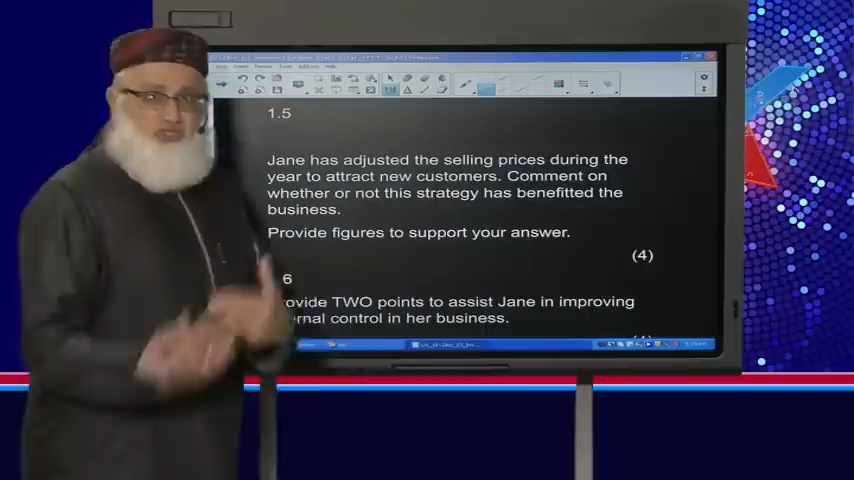 1.5
Jane has adjusted the selling prices during the
year to attract new customers. Comment on
whether or not this strategy has benefitted the
business.
Provide figures to support your answer.
(4)
6
rovide TWO points to assist Jane in improving
ernal control in her business.